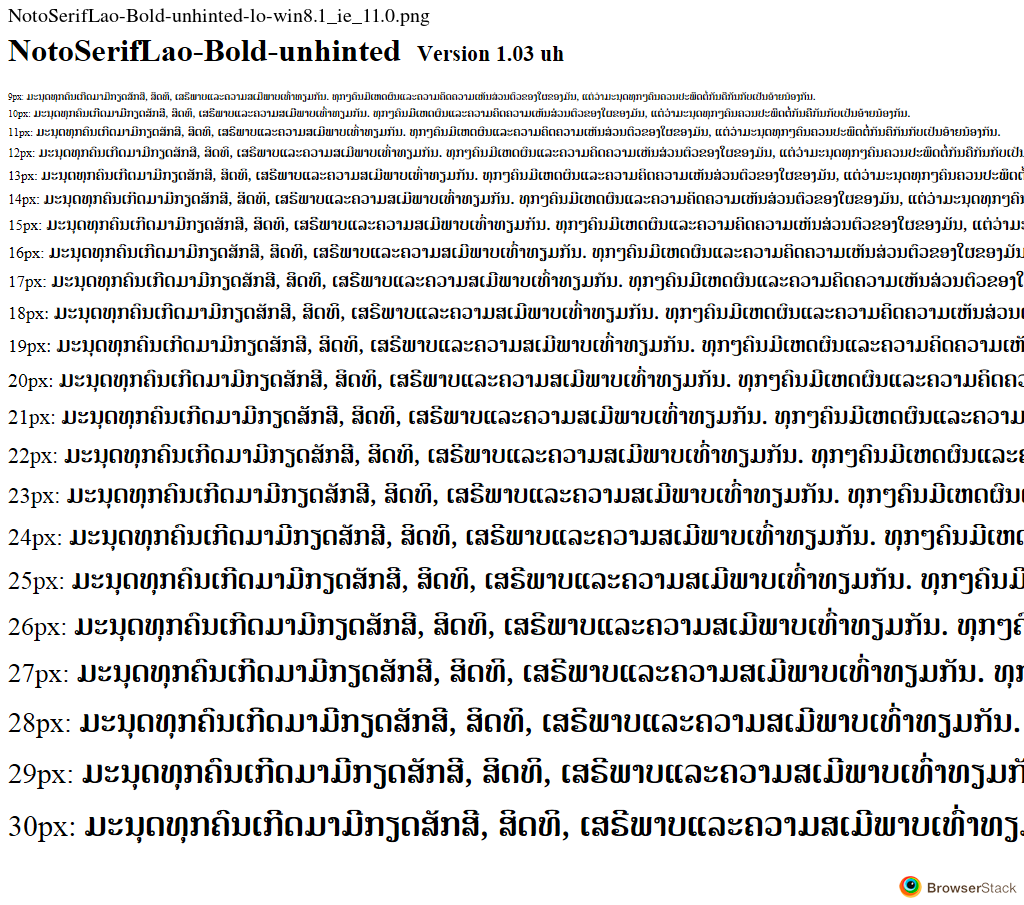 NotoSerifLao-Bold-unhinted-lo-win8.1_ie_11.0.png
NotoSerifLao-Bold-unhinted Version 1.03 uh
9px: ມະນຸດທຸກຄົນເກີດມາມີກຽດສັກສີ, ສິດທິ, ເສຣີພາບແລະຄວາມສເມີພາບເທົ່າທຽມກັນ. ທຸກໆຄົນມີເຫດຜົນແລະຄວາມຄິດຄວາມເຫັນສ່ວນຕົວຂອງໃຜຂອງມັນ, ແຕ່ວ່າມະນຸດທຸກໆຄົນຄວນປະພຶດຕໍ່ກັນຄືກັນກັບເປັນອ້າຍນ້ອງກັນ.
10px: ມະນຸດທຸກຄົນເກີດມາມີກຽດສັກສີ, ສິດທິ, ເສຣີພາບແລະຄວາມສເມີພາບເທົ່າທຽມກັນ. ທຸກໆຄົນມີເຫດຜົນແລະຄວາມຄິດຄວາມເຫັນສ່ວນຕົວຂອງໃຜຂອງມັນ, ແຕ່ວ່າມະນຸດທຸກໆຄົນຄວນປະພຶດຕໍ່ກັນຄືກັນກັບເປັນອ້າຍນ້ອງກັນ.
11px: ມະນຸດທຸກຄົນເກີດມາມີກຽດສັກສີ, ສິດທິ, ເສຣີພາບແລະຄວາມສເມີພາບເທົ່າທຽມກັນ. ທຸກໆຄົນມີເຫດຜົນແລະຄວາມຄິດຄວາມເຫັນສ່ວນຕົວຂອງໃຜຂອງມັນ, ແຕ່ວ່າມະນຸດທຸກໆຄົນຄວນປະພຶດຕໍ່ກັນຄືກັນກັບເປັນອ້າຍນ້ອງກັນ.
12px: ມະນຸດທຸກຄົນເກີດມາມີກຽດສັກສີ, ສິດທິ, ເສຣີພາບແລະຄວາມສເມີພາບເທົ່າທຽມກັນ. ທຸກໆຄົນມີເຫດຜົນແລະຄວາມຄິດຄວາມເຫັນສ່ວນຕົວຂອງໃຜຂອງມັນ, ແຕ່ວ່າມະນຸດທຸກໆຄົນຄວນປະພຶດຕໍ່ກັນຄືກັນກັບເປັ
13px: ມະນຸດທຸກຄົນເກີດມາມີກຽດສັກສີ, ສິດທິ, ເສຣີພາບແລະຄວາມສເມີພາບເທົ່າທຽມກັນ. ທຸກໆຄົນມີເຫດຜົນແລະຄວາມຄິດຄວາມເຫັນສ່ວນຕົວຂອງໃຜຂອງມັນ, ແຕ່ວ່າມະນຸດທຸກໆຄົນຄວນປະພຶດຕໍ່
14px: ມະນຸດທຸກຄົນເກີດມາມີກຽດສັກສີ, ສິດທິ, ເສຣີພາບແລະຄວາມສເມີພາບເທົ່າທຽມກັນ. ທຸກໆຄົນມີເຫດຜົນແລະຄວາມຄິດຄວາມເຫັນສ່ວນຕົວຂອງໃຜຂອງມັນ, ແຕ່ວ່າມະນຸດທຸກໆຄົ
15px: ມະນຸດທຸກຄົນເກີດມາມີກຽດສັກສີ, ສິດທິ, ເສຣີພາບແລະຄວາມສເມີພາບເທົ່າທຽມກັນ. ທຸກໆຄົນມີເຫດຜົນແລະຄວາມຄິດຄວາມເຫັນສ່ວນຕົວຂອງໃຜຂອງມັນ, ແຕ່ວ່າມະ
16px: ມະນຸດທຸກຄົນເກີດມາມີກຽດສັກສີ, ສິດທິ, ເສຣີພາບແລະຄວາມສເມີພາບເທົ່າທຽມກັນ. ທຸກໆຄົນມີເຫດຜົນແລະຄວາມຄິດຄວາມເຫັນສ່ວນຕົວຂອງໃຜຂອງມັນ
17px: ມະນຸດທຸກຄົນເກີດມາມີກຽດສັກສີ, ສິດທິ, ເສຣີພາບແລະຄວາມສເມີພາບເທົ່າທຽມກັນ. ທຸກໆຄົນມີເຫດຜົນແລະຄວາມຄິດຄວາມເຫັນສ່ວນຕົວຂອງໃ
18px: ມະນຸດທຸກຄົນເກີດມາມີກຽດສັກສີ, ສິດທິ, ເສຣີພາບແລະຄວາມສເມີພາບເທົ່າທຽມກັນ. ທຸກໆຄົນມີເຫດຜົນແລະຄວາມຄິດຄວາມເຫັນສ່ວນ
19px: ມະນຸດທຸກຄົນເກີດມາມີກຽດສັກສີ, ສິດທິ, ເສຣີພາບແລະຄວາມສເມີພາບເທົ່າທຽມກັນ. ທຸກໆຄົນມີເຫດຜົນແລະຄວາມຄິດຄວາມເຫັ
20px: ມະນຸດທຸກຄົນເກີດມາມີກຽດສັກສີ, ສິດທິ, ເສຣີພາບແລະຄວາມສເມີພາບເທົ່າທຽມກັນ. ທຸກໆຄົນມີເຫດຜົນແລະຄວາມຄິດຄວ
21px: ມະນຸດທຸກຄົນເກີດມາມີກຽດສັກສີ, ສິດທິ, ເສຣີພາບແລະຄວາມສເມີພາບເທົ່າທຽມກັນ. ທຸກໆຄົນມີເຫດຜົນແລະຄວາມ
22px: ມະນຸດທຸກຄົນເກີດມາມີກຽດສັກສີ, ສິດທິ, ເສຣີພາບແລະຄວາມສເມີພາບເທົ່າທຽມກັນ. ທຸກໆຄົນມີເຫດຜົນແລະຄ
23px: ມະນຸດທຸກຄົນເກີດມາມີກຽດສັກສີ, ສິດທິ, ເສຣີພາບແລະຄວາມສເມີພາບເທົ່າທຽມກັນ. ທຸກໆຄົນມີເຫດຜົນ
24px: ມະນຸດທຸກຄົນເກີດມາມີກຽດສັກສີ, ສິດທິ, ເສຣີພາບແລະຄວາມສເມີພາບເທົ່າທຽມກັນ. ທຸກໆຄົນມີເຫດ
25px: ມະນຸດທຸກຄົນເກີດມາມີກຽດສັກສີ, ສິດທິ, ເສຣີພາບແລະຄວາມສເມີພາບເທົ່າທຽມກັນ. ທຸກໆຄົນມີ
26px: ມະນຸດທຸກຄົນເກີດມາມີກຽດສັກສີ, ສິດທິ, ເສຣີພາບແລະຄວາມສເມີພາບເທົ່າທຽມກັນ. ທຸກໆຄົ
27px: ມະນຸດທຸກຄົນເກີດມາມີກຽດສັກສີ, ສິດທິ, ເສຣີພາບແລະຄວາມສເມີພາບເທົ່າທຽມກັນ. ທຸກ
28px: ມະນຸດທຸກຄົນເກີດມາມີກຽດສັກສີ, ສິດທິ, ເສຣີພາບແລະຄວາມສເມີພາບເທົ່າທຽມກັນ.
29px: ມະນຸດທຸກຄົນເກີດມາມີກຽດສັກສີ, ສິດທິ, ເສຣີພາບແລະຄວາມສເມີພາບເທົ່າທຽມກັ
30px: ມະນຸດທຸກຄົນເກີດມາມີກຽດສັກສີ, ສິດທິ, ເສຣີພາບແລະຄວາມສເມີພາບເທົ່າທຽ
BrowserStack